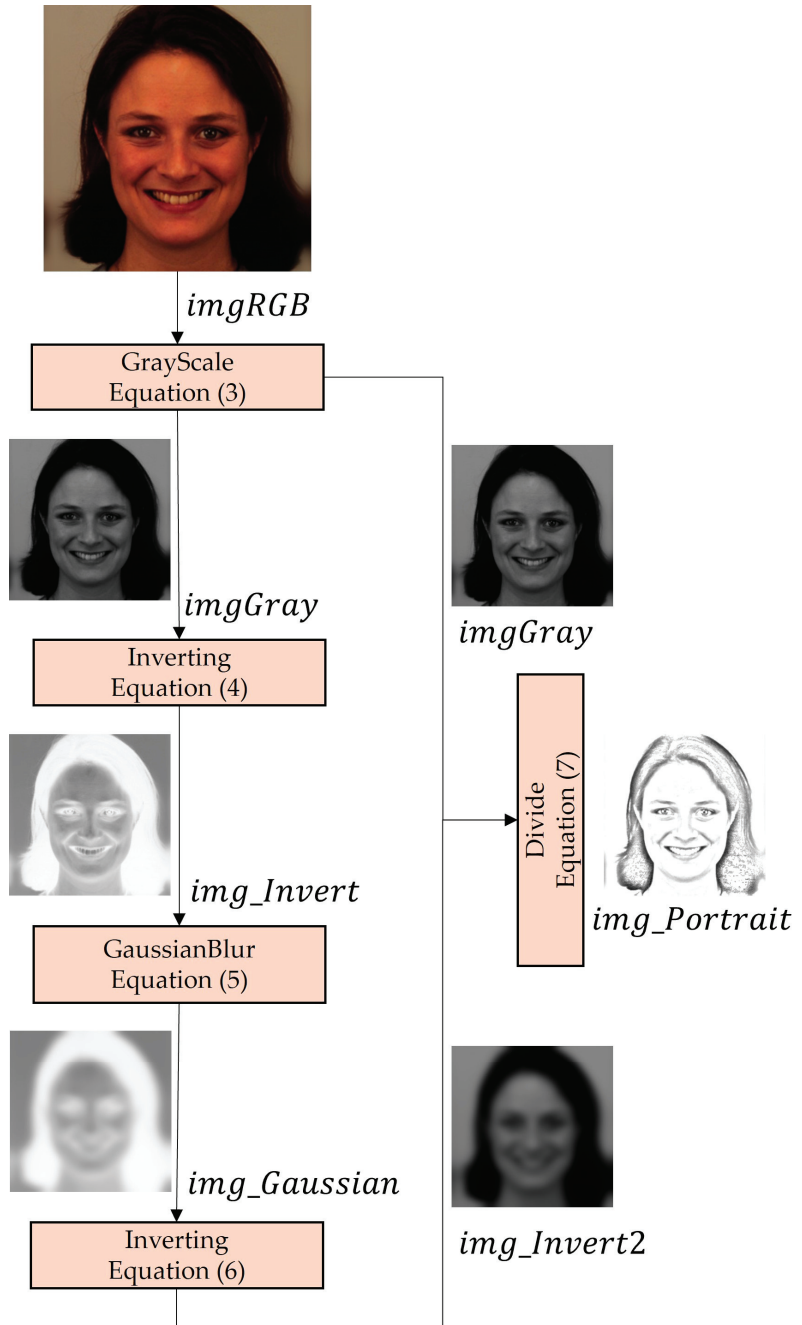 imgRGB
GrayScale
Equation (3)
imgGray
imgGray
Inverting
Equation (4)
Divide
Equation (7)
img_Invert
img_Portrait
GaussianBlur
Equation (5)
img_Gaussian
img_Invert2
Inverting
Equation (6)